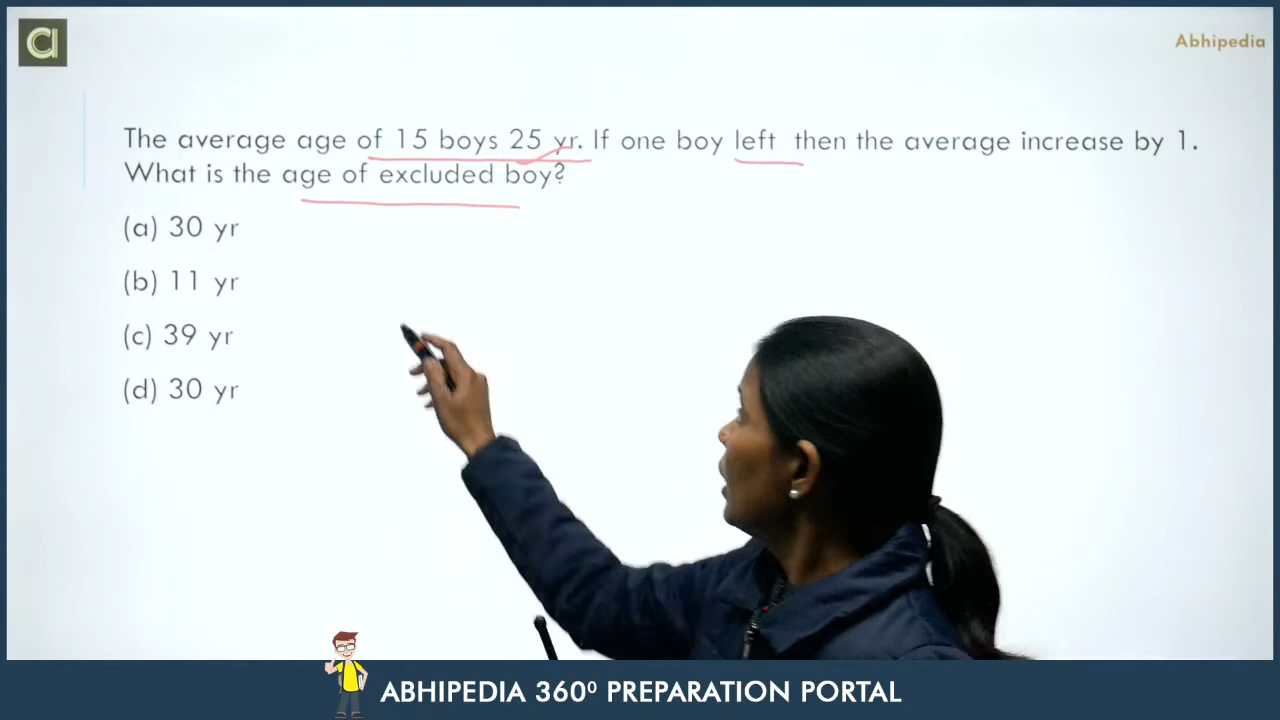 Abhipedia
The average age of 15 boys 25 yr. If one boy left then the average increase by 1.
What is the age of excluded boy?
(a) 30 yr
(b) 11 yr
(c) 39 yr
(d) 30 yr
ABHIPEDIA 360⁰ PREPARATION PORTAL